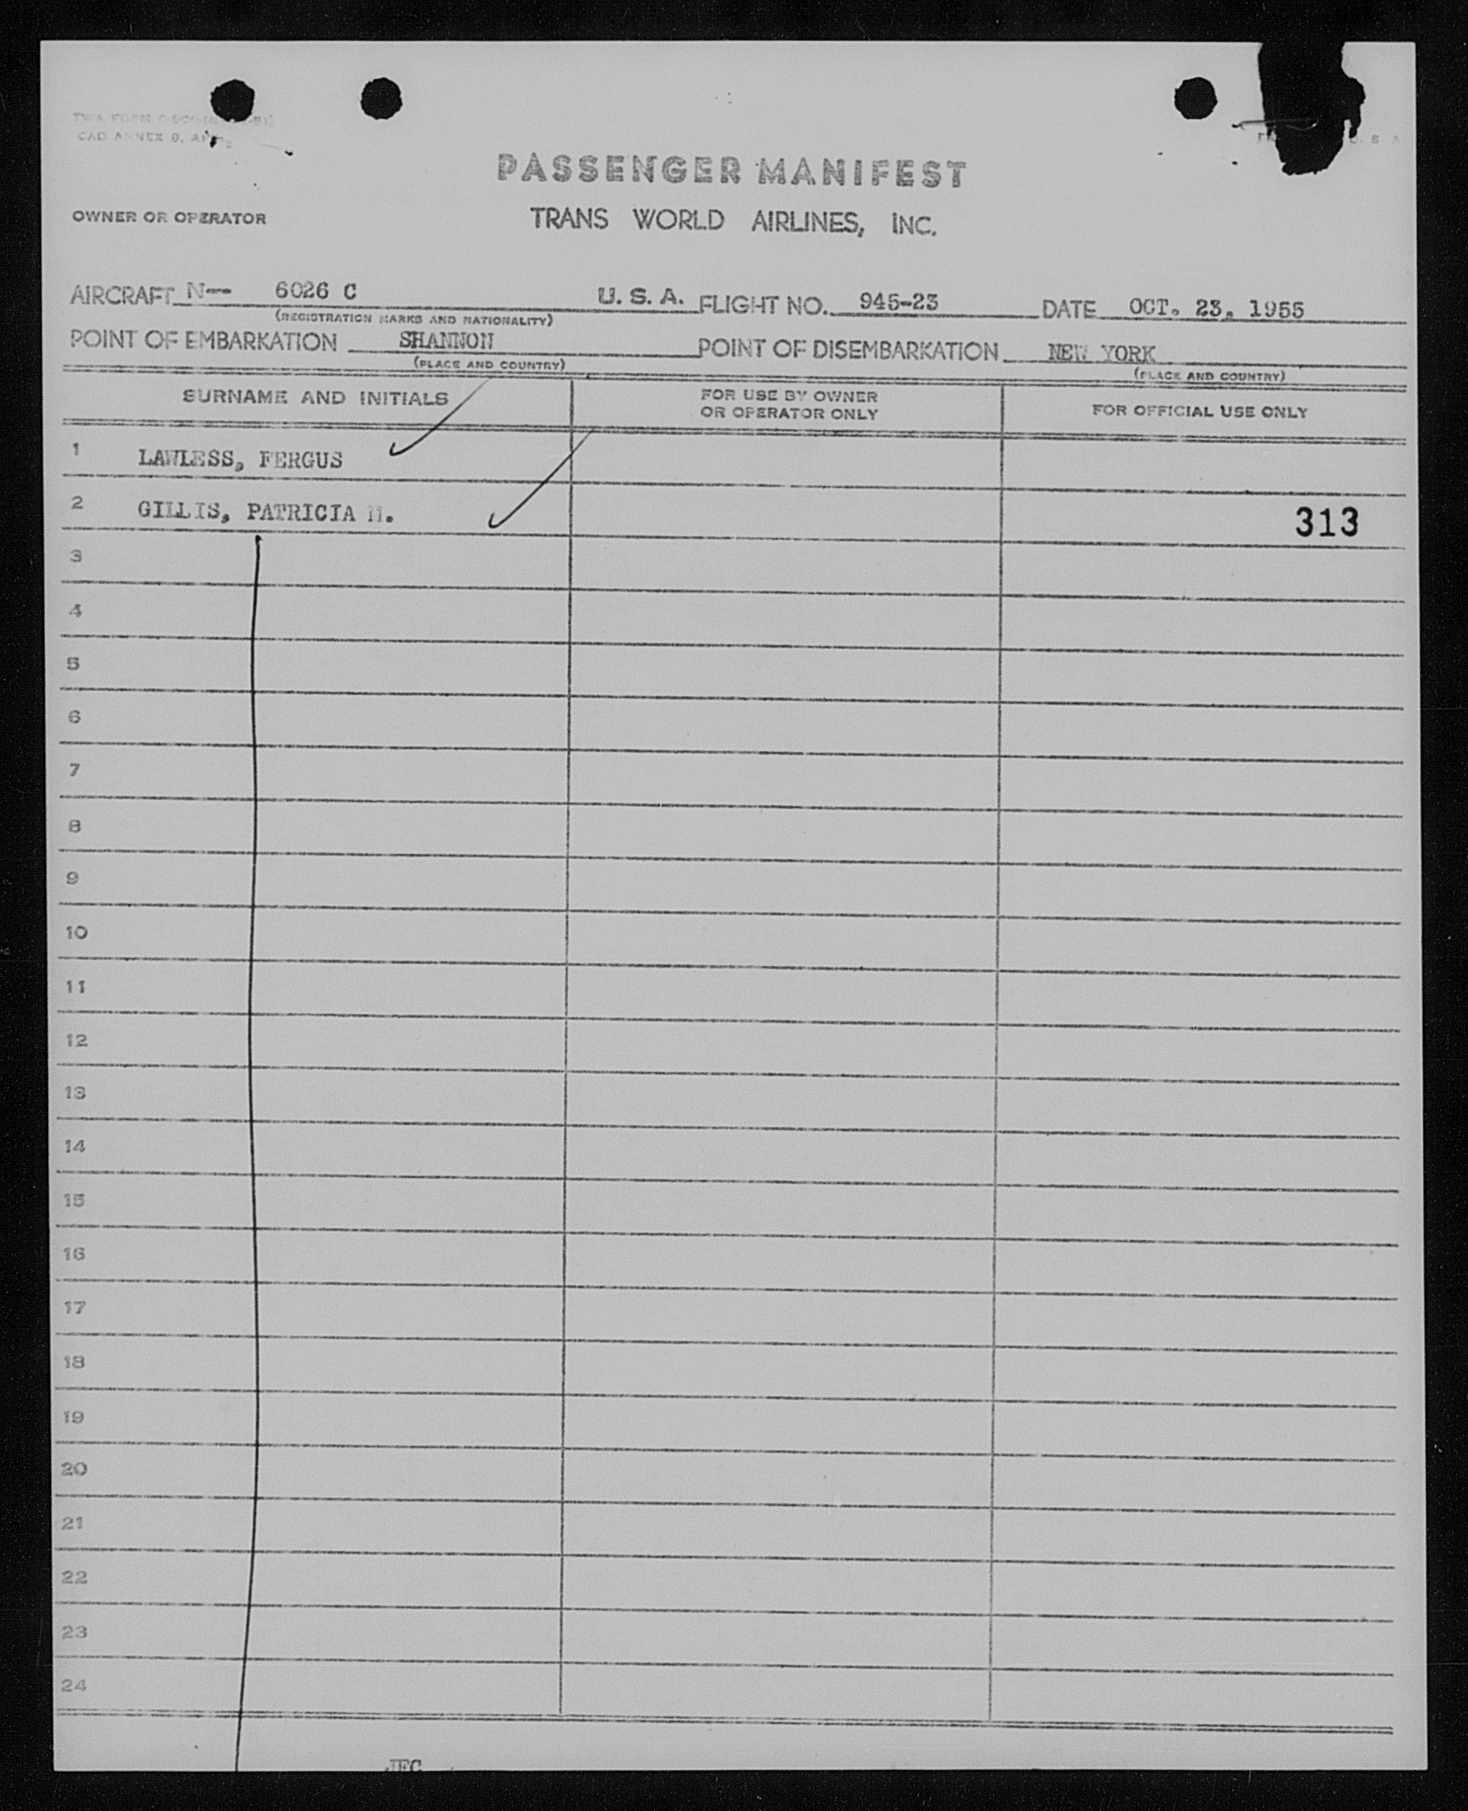 CAO ANNEX 9,
PASSENGER MANIFEST
OWNER OR OPERATOR TRANS WORLD AIRLINES, INC.
AIRCRAFT N-- 6026 C U. S. A. FLIGHT NO. 945-23 DATE OCT. 23, 1955
(REGISTRATION MARKS AND NATIONALITY)
POINT OF EMBARKATION SHANNON POINT OF DISEMBARKATION NEW YORK
(PLACE AND COUNTRY) (PLACE AND COUNTRY)
SURNAME AND INITIALS FOR USE BY OWNER OR OPERATOR ONLY FOR OFFICIAL USE ONLY
1 LAWLESS, FERGUS
2 GILLIS, PATRICIA M. 313
3
4
5
6
7
8
9
10
11
12
13
14
15
16
17
18
19
20
21
22
23
24